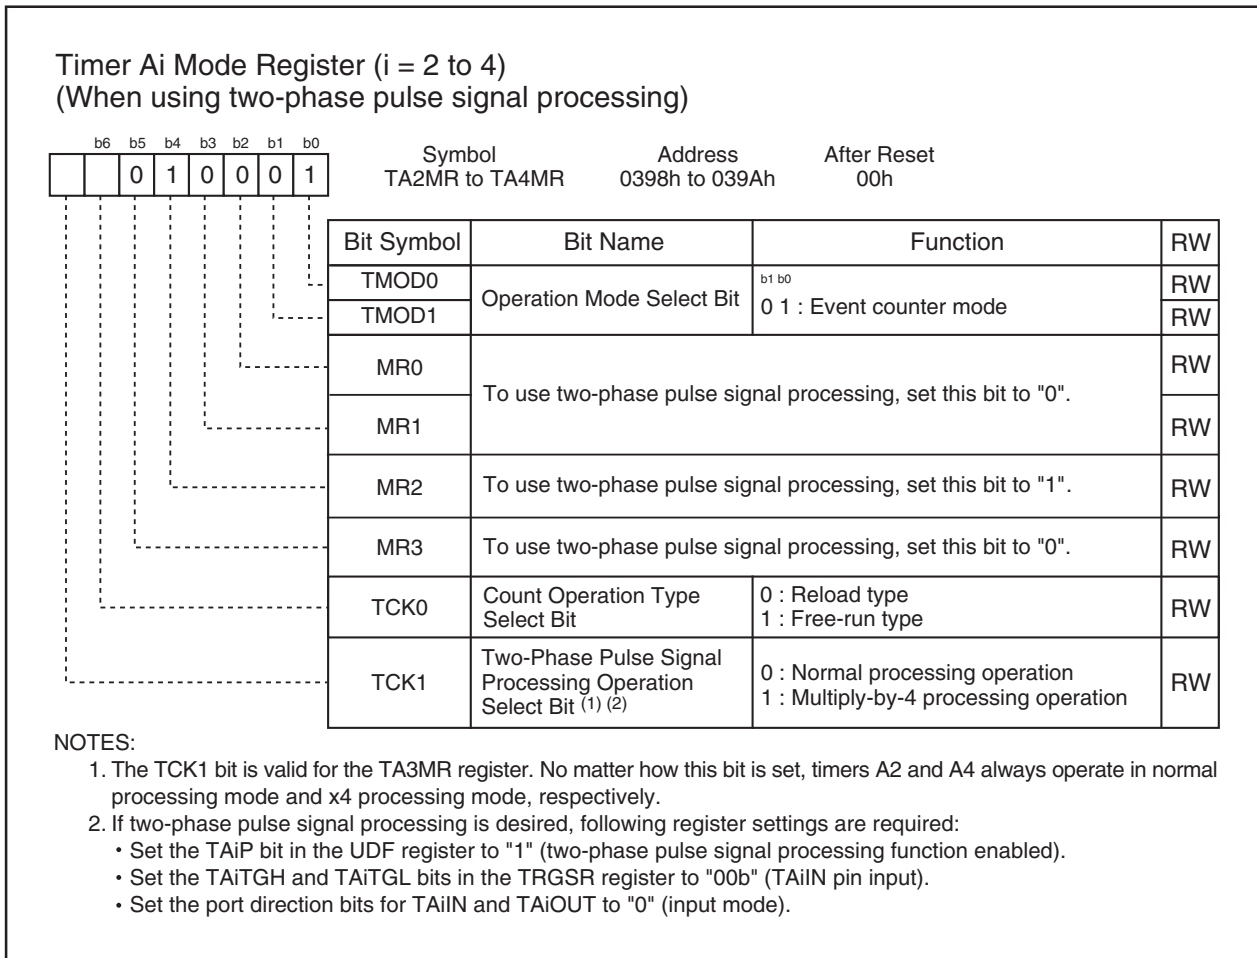 Timer Ai Mode Register (i = 2 to 4)
(When using two-phase pulse signal processing)
b6 b5 b4 b3 b2 b1 b0
0 1 0 0 0 1
Symbol Address After Reset
TA2MR to TA4MR 0398h to 039Ah 00h
Bit Symbol Bit Name Function RW
TMOD0 Operation Mode Select Bit b1 b0 RW
TMOD1 0 1 : Event counter mode RW
MR0 To use two-phase pulse signal processing, set this bit to "0". RW
MR1 RW
MR2 To use two-phase pulse signal processing, set this bit to "1". RW
MR3 To use two-phase pulse signal processing, set this bit to "0". RW
TCK0 Count Operation Type 0 : Reload type RW
Select Bit 1 : Free-run type
Two-Phase Pulse Signal
TCK1 Processing Operation 0 : Normal processing operation RW
Select Bit (1) (2) 1 : Multiply-by-4 processing operation
NOTES:
1. The TCK1 bit is valid for the TA3MR register. No matter how this bit is set, timers A2 and A4 always operate in normal
processing mode and x4 processing mode, respectively.
2. If two-phase pulse signal processing is desired, following register settings are required:
• Set the TAiP bit in the UDF register to "1" (two-phase pulse signal processing function enabled).
• Set the TAiTGH and TAiTGL bits in the TRGSR register to "00b" (TAiIN pin input).
• Set the port direction bits for TAiIN and TAiOUT to "0" (input mode).